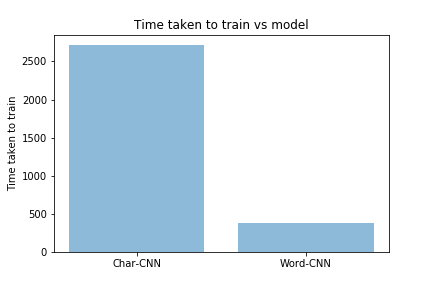 Time taken to train vs model
Time taken to train
2500
2000
1500
1000
500
0
Char-CNN
Word-CNN